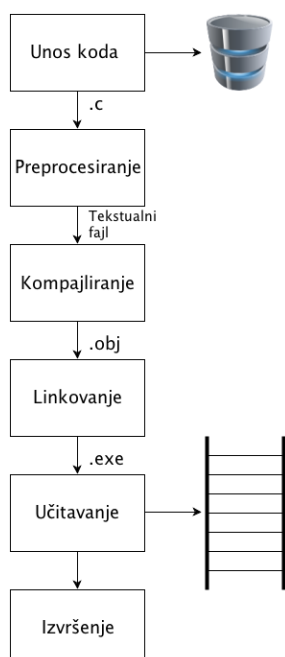 Unos koda
.c
Preprocesiranje
Tekstualni
fajl
Kompajliranje
.obj
Linkovanje
.exe
Učitavanje
Izvršenje